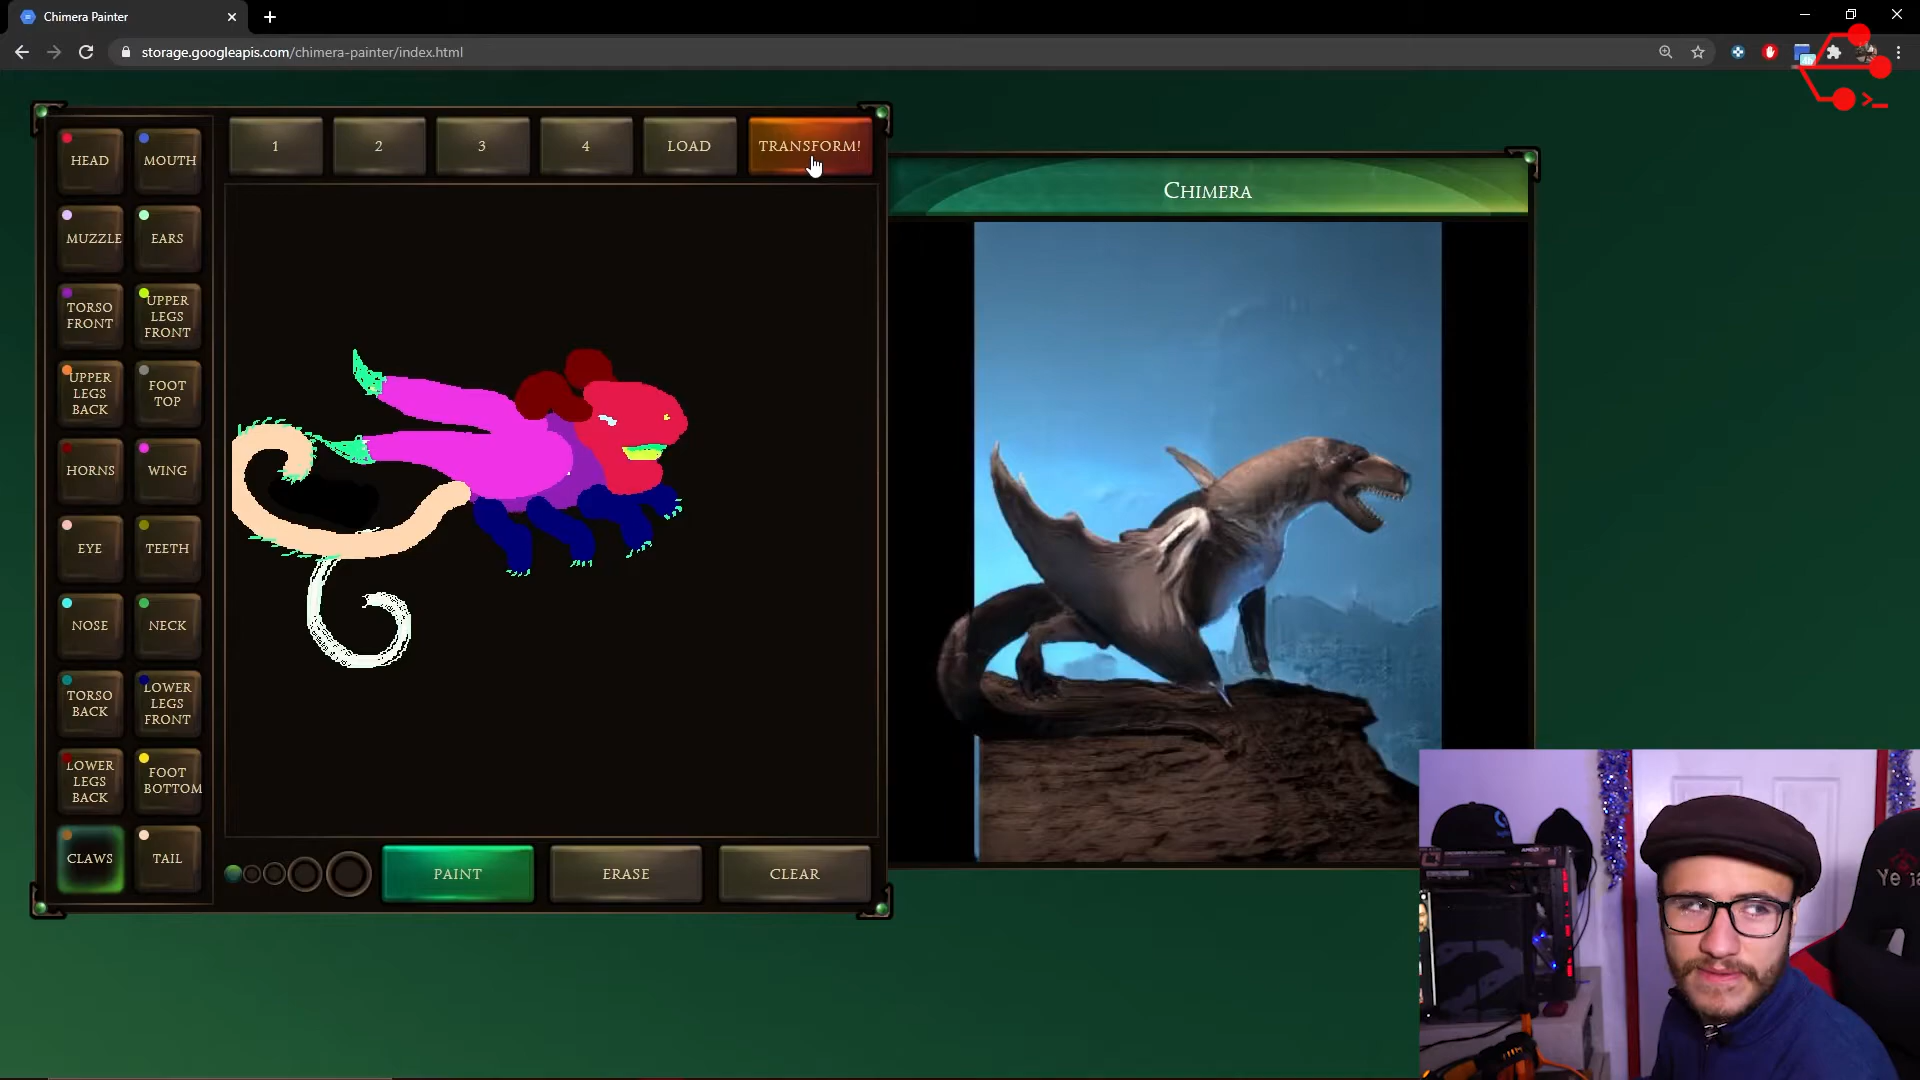 Chimera Painter
storage.googleapis.com/chimera-painter/index.html
1
2
3
4
LOAD
TRANSFORM!
HEAD
MOUTH
MUZZLE
EARS
TORSO
FRONT
UPPER
LEGS
FRONT
UPPER
LEGS
BACK
FOOT
TOP
HORNS
WING
EYE
TEETH
NOSE
NECK
TORSO
BACK
LOWER
LEGS
FRONT
LOWER
LEGS
BACK
FOOT
BOTTOM
CLAWS
TAIL
PAINT
ERASE
CLEAR
CHIMERA